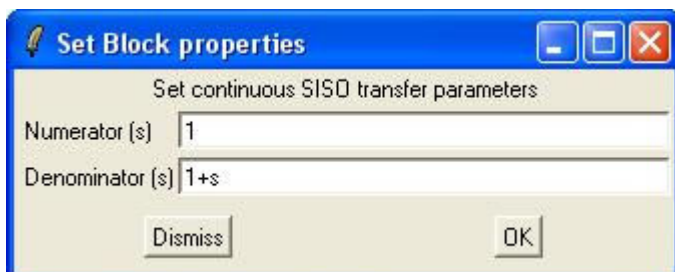 Set Block properties
Set continuous SISO transfer parameters
Numerator (s) 1
Denominator (s) 1+s
Dismiss OK